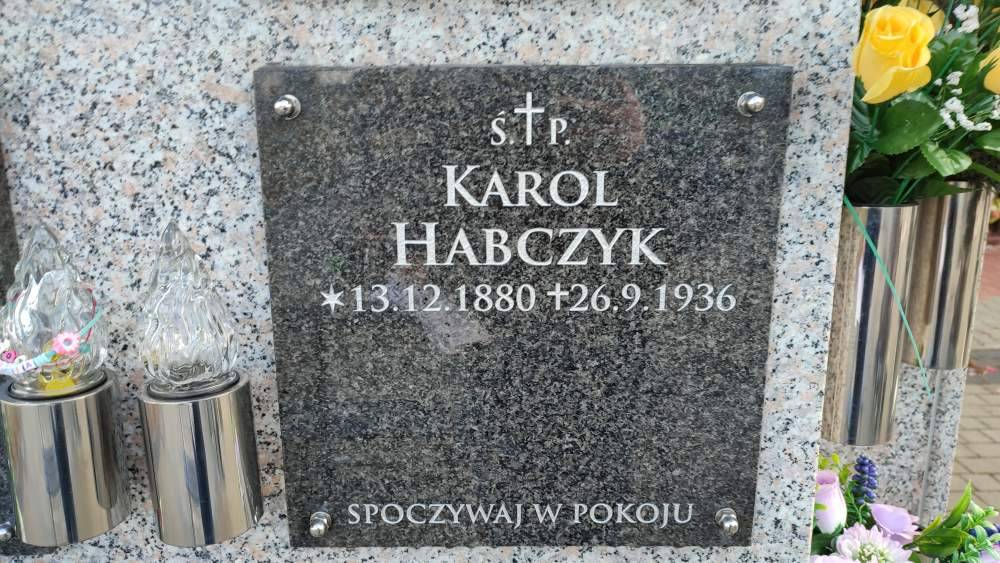 Ś.✝P.
KAROL
HABCZYK
✶13.12.1880 ✝26.9.1936
SPOCZYWAJ W POKOJU